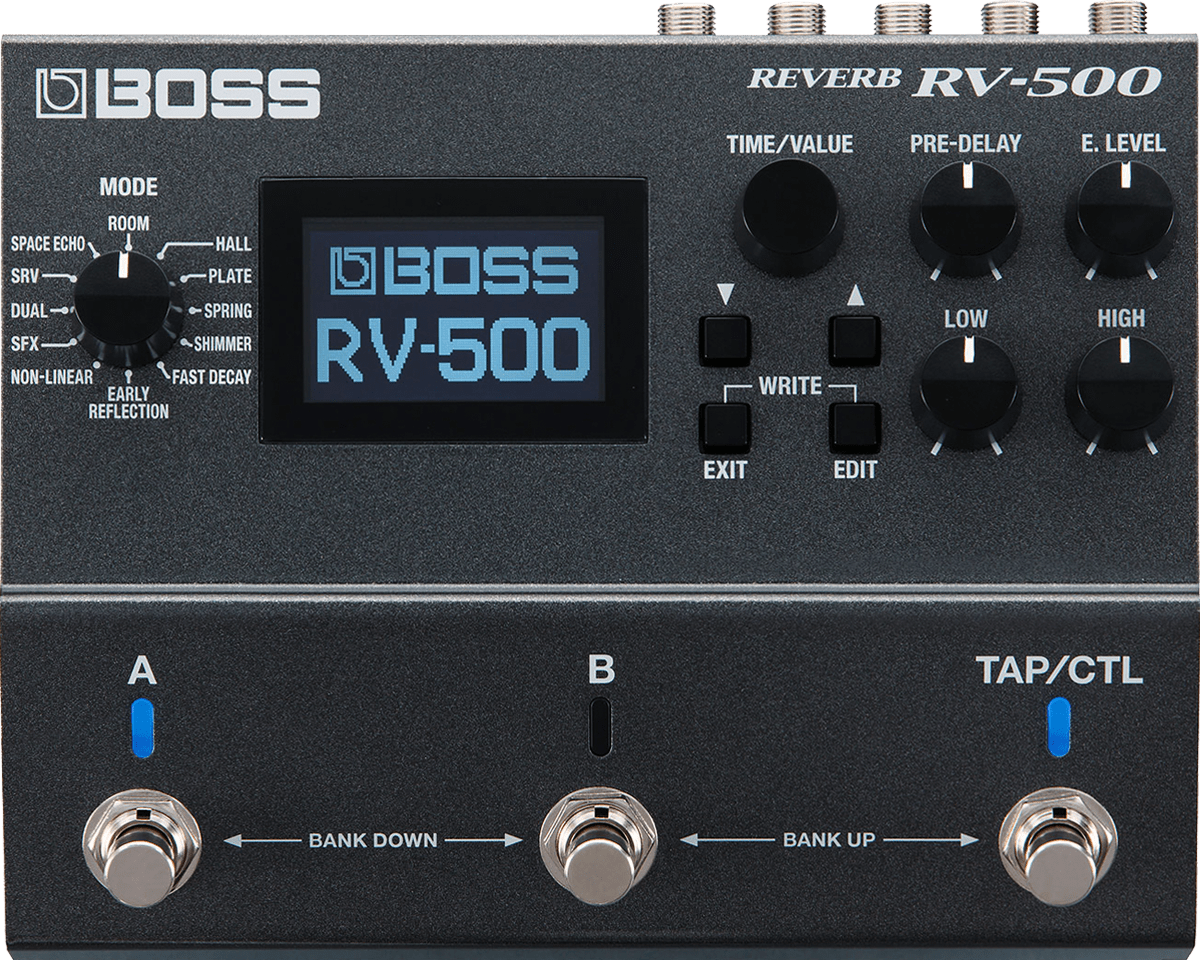 BOSS
REVERB RV-500
MODE
ROOM
SPACE ECHO
HALL
SRV
PLATE
DUAL
SPRING
SFX
SHIMMER
NON-LINEAR
FAST DECAY
EARLY
REFLECTION
BOSS
RV-500
TIME/VALUE
PRE-DELAY
E. LEVEL
▼ ▲
WRITE
EXIT
EDIT
LOW
HIGH
A
B
TAP/CTL
BANK DOWN
BANK UP